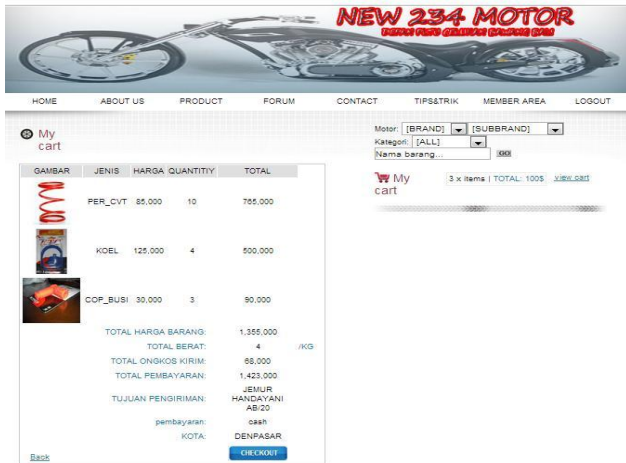 NEW 234 MOTOR
HOME ABOUT US PRODUCT FORUM CONTACT TIPS&TRIK MEMBER AREA LOGOUT
My
cart
GAMBAR JENIS HARGA QUANTITIY TOTAL
PER_CVT 85,000 10 765,000
KOEL 125,000 4 500,000
COP_BUSI 30,000 3 90,000
TOTAL HARGA BARANG: 1,355,000
TOTAL BERAT: 4 /KG
TOTAL ONGKOS KIRIM: 68,000
TOTAL PEMBAYARAN: 1,423,000
TUJUAN PENGIRIMAN: JEMUR
HANDAYANI
AB/20
pembayaran: cash
KOTA: DENPASAR
Back CHECKOUT
Motor: [BRAND] [SUBBRAND]
Kategori: [ALL]
Nama barang... GO
My
cart
3 x items | TOTAL: 100$ view cart